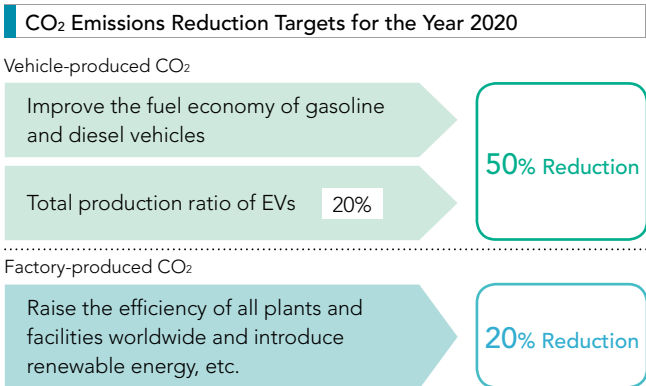 CO₂ Emissions Reduction Targets for the Year 2020
Vehicle-produced CO₂
Improve the fuel economy of gasoline
and diesel vehicles
50% Reduction
Total production ratio of EVs 20%
Factory-produced CO₂
Raise the efficiency of all plants and
facilities worldwide and introduce
renewable energy, etc.
20% Reduction